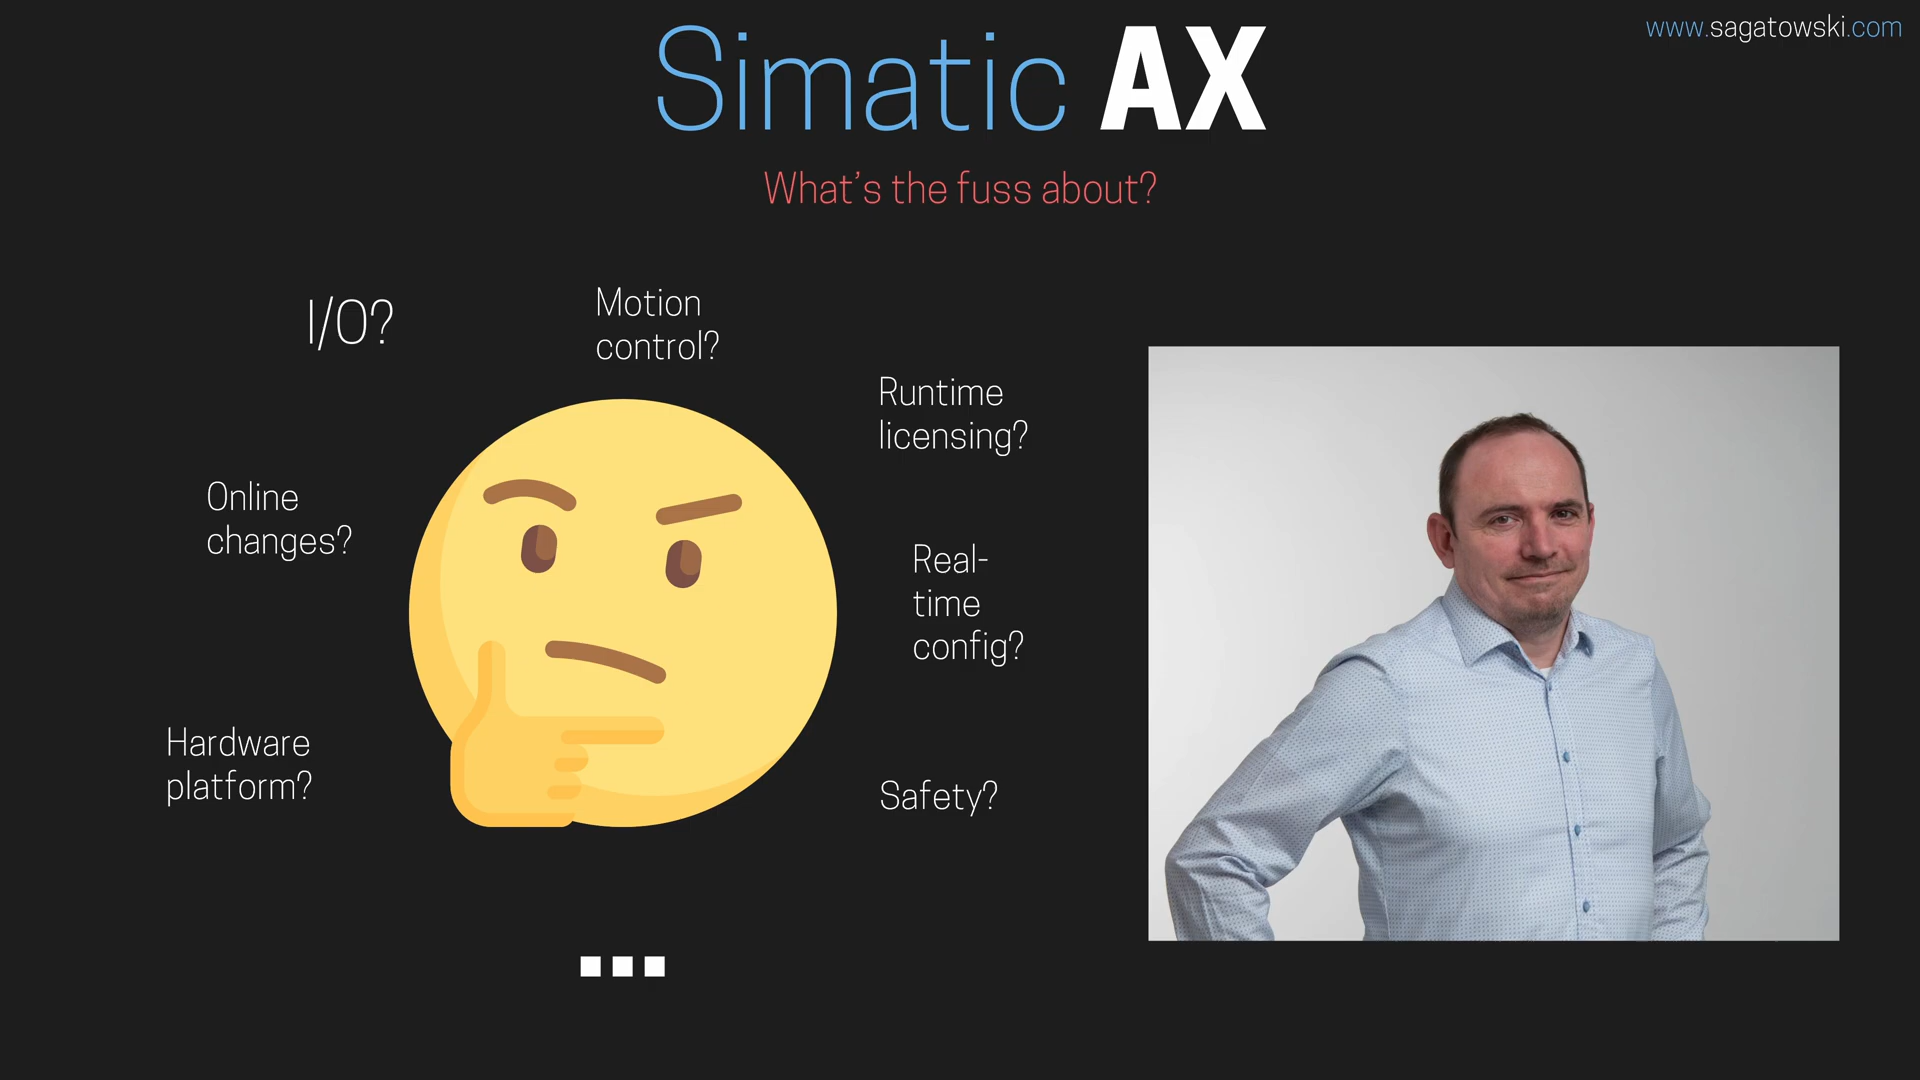 Simatic AX
www.sagatowski.com
What's the fuss about?
I/O?
Motion
control?
Runtime
licensing?
Online
changes?
Real-
time
config?
Hardware
platform?
Safety?
...